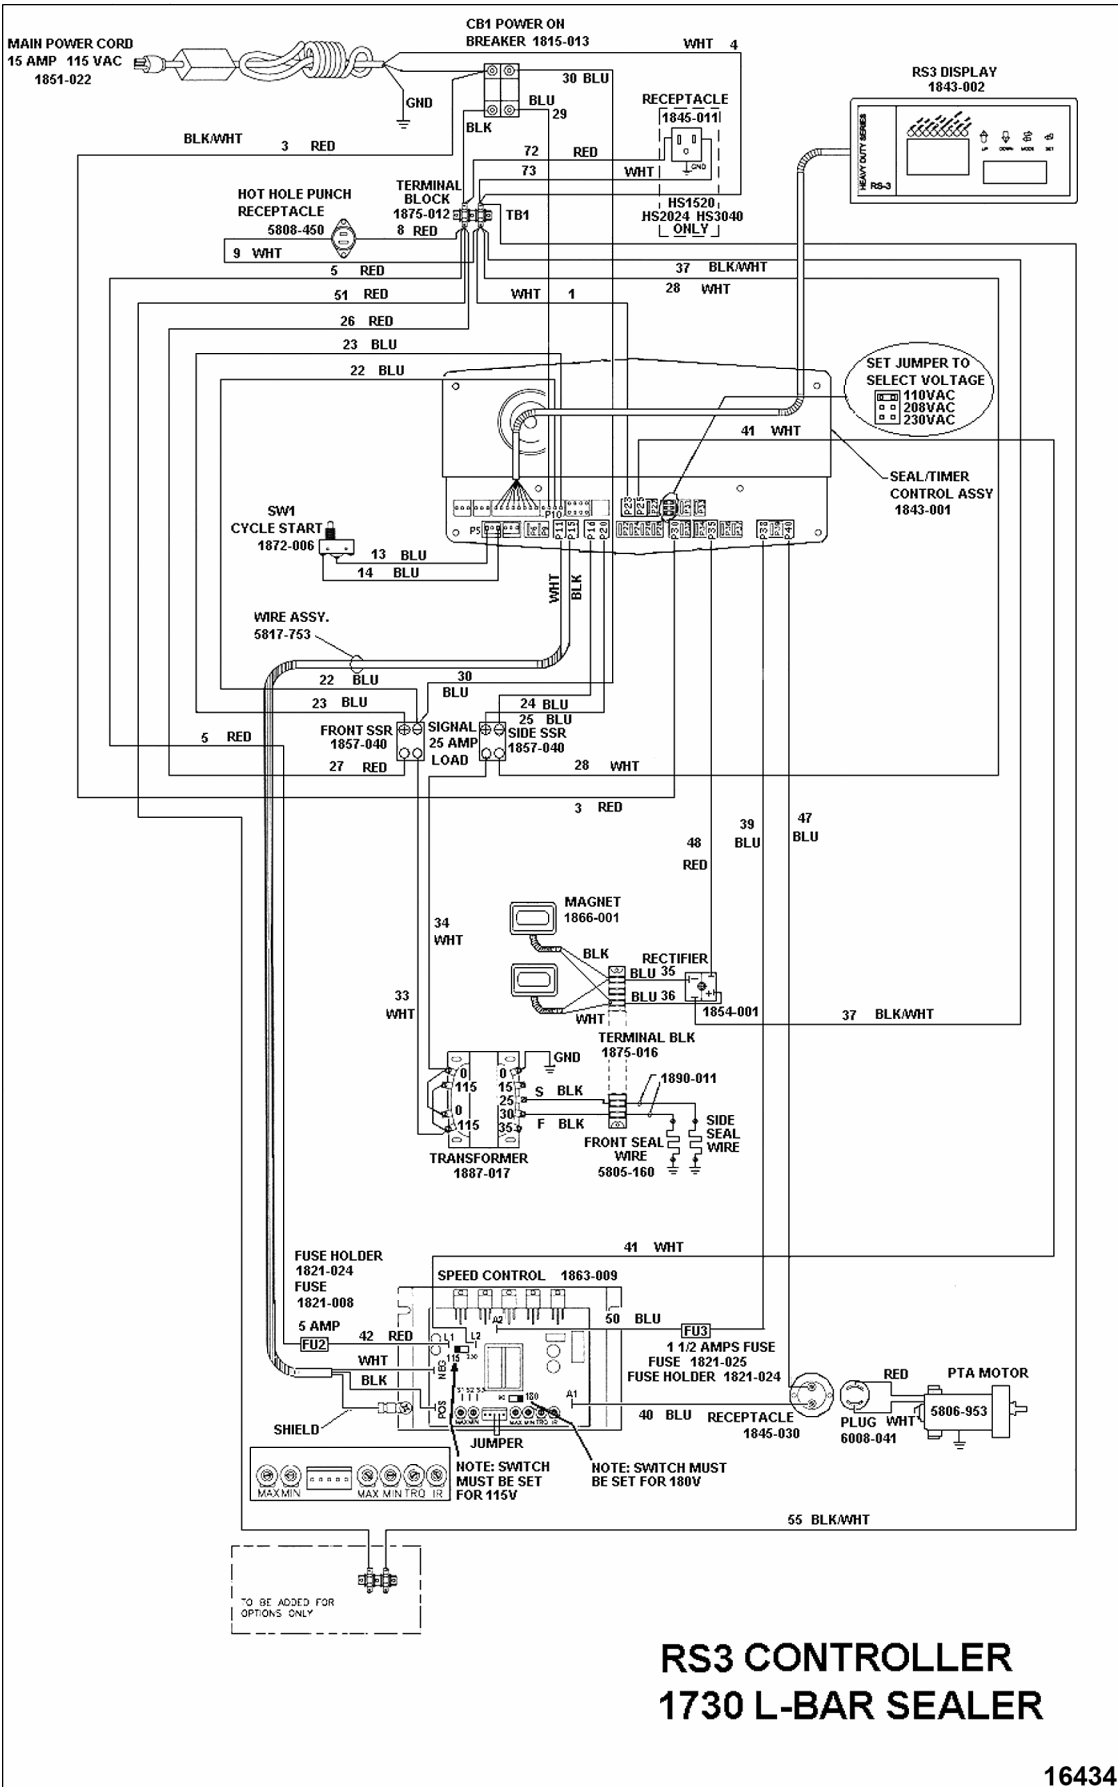 CB1 POWER ON
BREAKER 1815-013
MAIN POWER CORD
15 AMP 115 VAC
1851-022
WHT 4
30 BLU
BLU
29
GND
BLK
RECEPTACLE
1845-011
GND
RS3 DISPLAY
1843-002
HEAVY DUTY SERIES
RS-3
UP
DOWN
MODE
SET
BLK/WHT
3 RED
72 RED
73 WHT
HS1520
HS2024 HS3040
ONLY
HOT HOLE PUNCH
RECEPTACLE
5808-450
TERMINAL
BLOCK
1875-012
TB1
8 RED
9 WHT
5 RED
37 BLK/WHT
28 WHT
51 RED
WHT 1
26 RED
23 BLU
22 BLU
SET JUMPER TO
SELECT VOLTAGE
110VAC
208VAC
230VAC
41 WHT
SEAL/TIMER
CONTROL ASSY
1843-001
SW1
CYCLE START
1872-006
P10
P5
P11
P15
P16
P20
P23
P25
P30
P35
P38
P40
13 BLU
14 BLU
WHT
BLK
WIRE ASSY.
5817-753
22 BLU
30
BLU
23 BLU
24 BLU
25 BLU
FRONT SSR
1857-040
SIGNAL
25 AMP
LOAD
SIDE SSR
1857-040
5 RED
27 RED
28 WHT
3 RED
39
BLU
47
BLU
48
RED
MAGNET
1866-001
34
WHT
BLK
RECTIFIER
BLU 35
BLU 36
1854-001
WHT
33
WHT
37 BLK/WHT
TERMINAL BLK
1875-016
GND
0
115
0
115
0
15
25
30
35
S BLK
F BLK
1890-011
SIDE
SEAL
WIRE
FRONT SEAL
WIRE
5805-160
TRANSFORMER
1887-017
41 WHT
FUSE HOLDER
1821-024
FUSE
1821-008
5 AMP
FU2
SPEED CONTROL 1863-009
50 BLU
A2
FU3
1 1/2 AMPS FUSE
FUSE 1821-025
FUSE HOLDER 1821-024
42 RED
L1
L2
115
230
NEG
WHT
BLK
POS
S1 S2 S3
180
A1
MAX MIN
MAX MIN TRQ IR
40 BLU
RECEPTACLE
1845-030
RED
WHT
PLUG
6008-041
PTA MOTOR
5806-953
SHIELD
JUMPER
NOTE: SWITCH
MUST BE SET
FOR 115V
NOTE: SWITCH MUST
BE SET FOR 180V
MAX MIN MAX MIN TRQ IR
55 BLK/WHT
TO BE ADDED FOR
OPTIONS ONLY
RS3 CONTROLLER
1730 L-BAR SEALER
16434